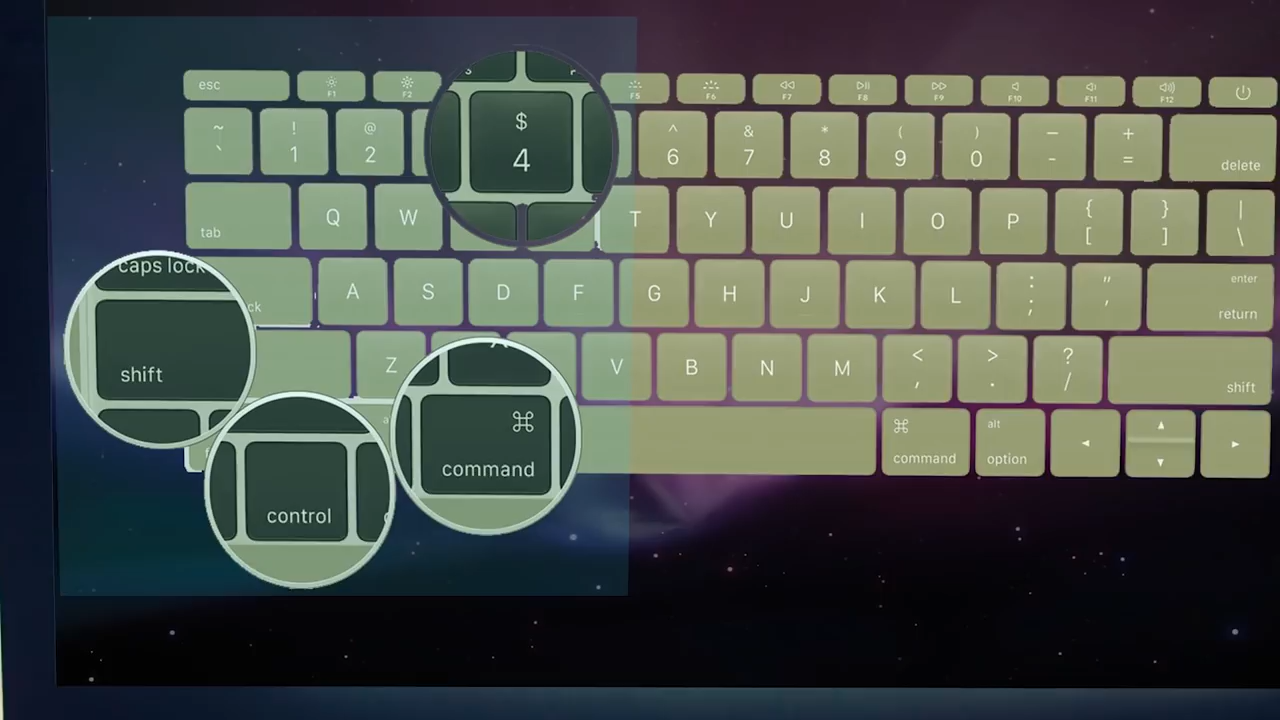 esc F1 F2 F5 F6 F7 F8 F9 F10 F11 F12
~ ! @ $ ^ & * ( ) — +
` 1 2 4 6 7 8 9 0 - = delete
tab Q W T Y U I O P { [ } ] | \
caps lock A S D F G H J K L : ; " ' enter return
shift Z V B N M < , > . ? / shift
control ⌘ command ⌘ command alt option ◂ ▴ ▾ ▸